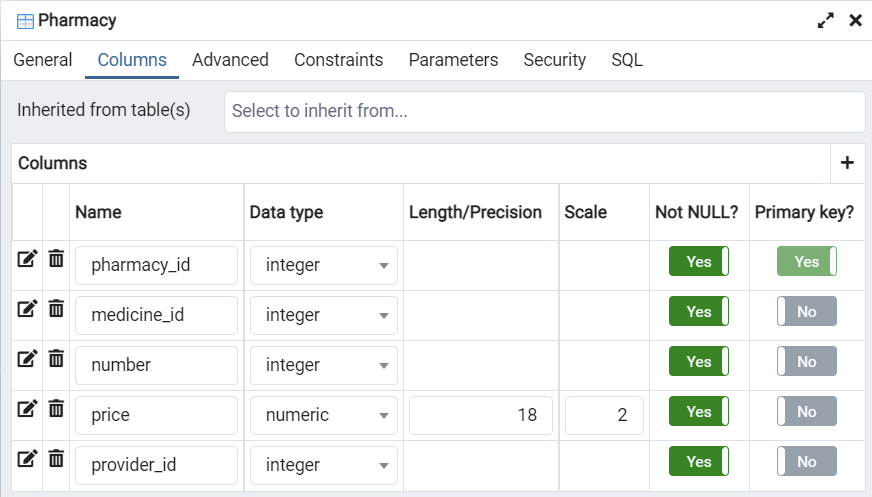 Pharmacy
General Columns Advanced Constraints Parameters Security SQL
Inherited from table(s) Select to inherit from...
Columns
Name Data type Length/Precision Scale Not NULL? Primary key?
pharmacy_id integer Yes Yes
medicine_id integer Yes No
number integer Yes No
price numeric 18 2 Yes No
provider_id integer Yes No